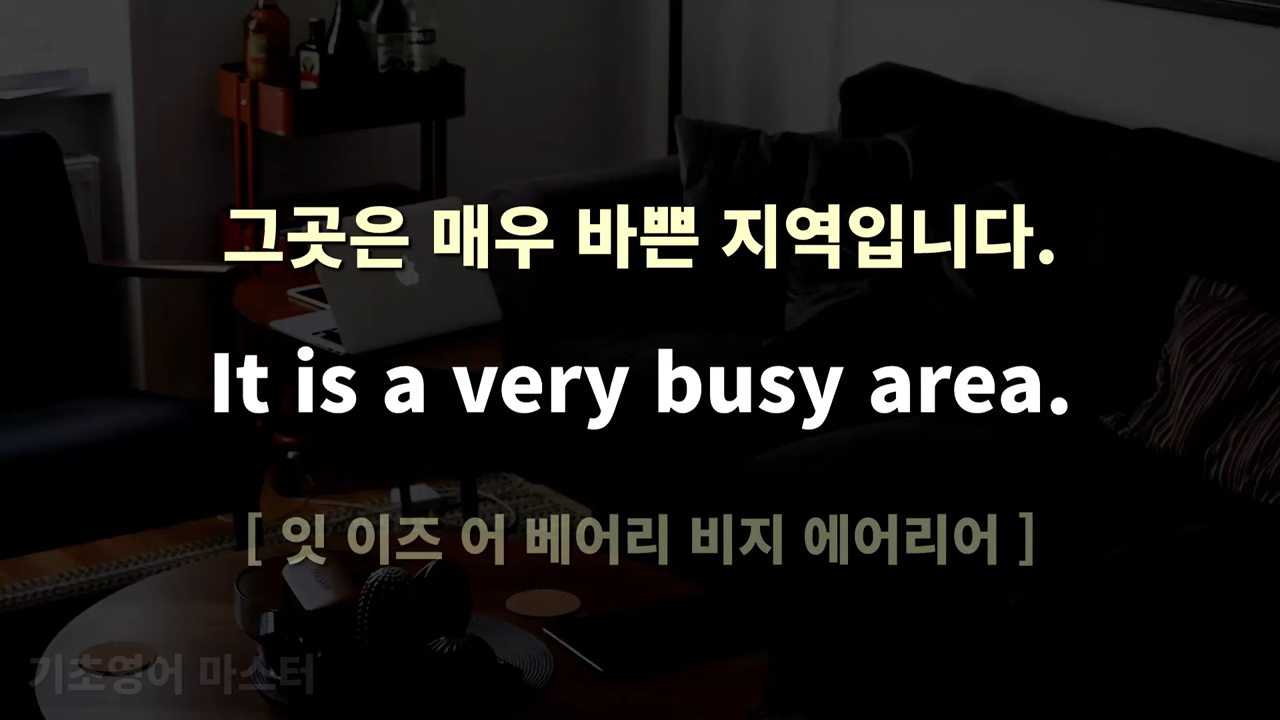 그곳은 매우 바쁜 지역입니다.
It is a very busy area.
[ 잇 이즈 어 베어리 비지 에어리어 ]
기초영어 마스터